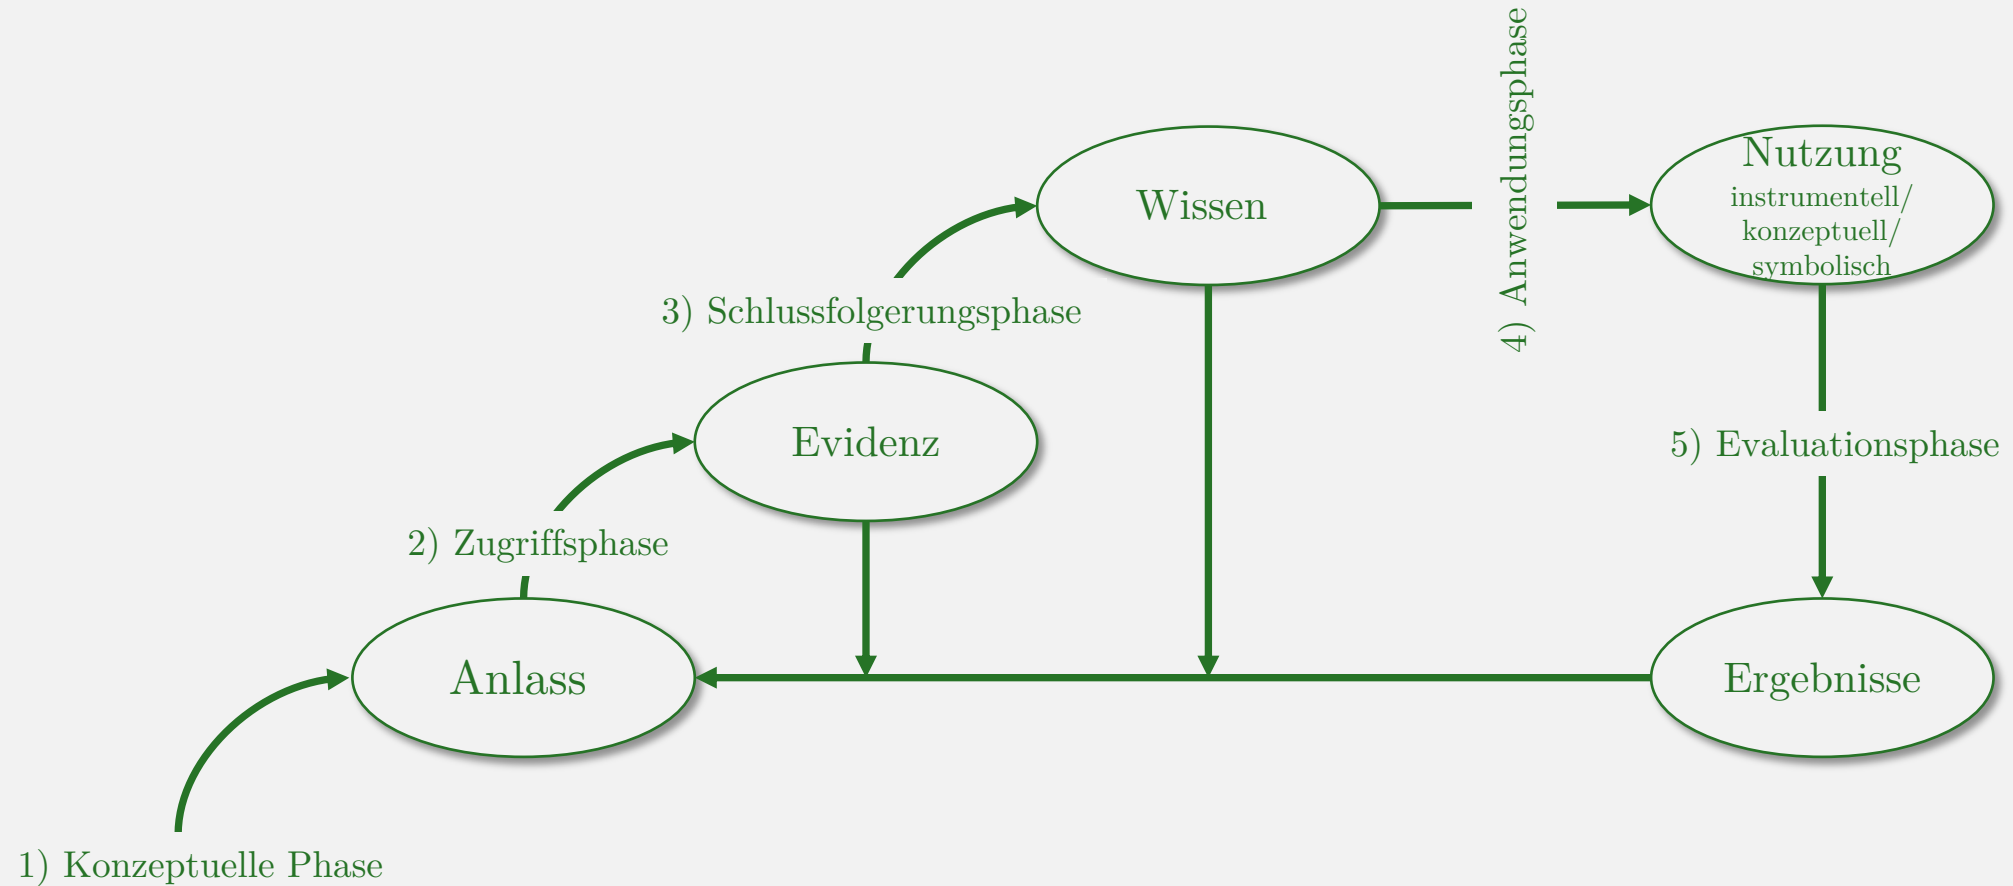 4) Anwendungsphase
Wissen
Nutzung
instrumentell/
konzeptuell/
symbolisch
3) Schlussfolgerungsphase
Evidenz
5) Evaluationsphase
2) Zugriffsphase
Anlass
Ergebnisse
1) Konzeptuelle Phase